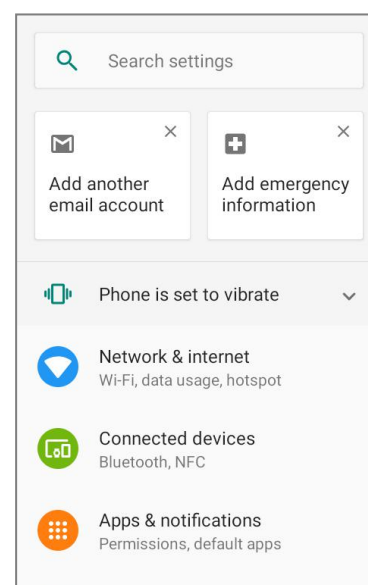 Search settings
Add another
email account
Add emergency
information
Phone is set to vibrate
Network & internet
Wi-Fi, data usage, hotspot
Connected devices
Bluetooth, NFC
Apps & notifications
Permissions, default apps